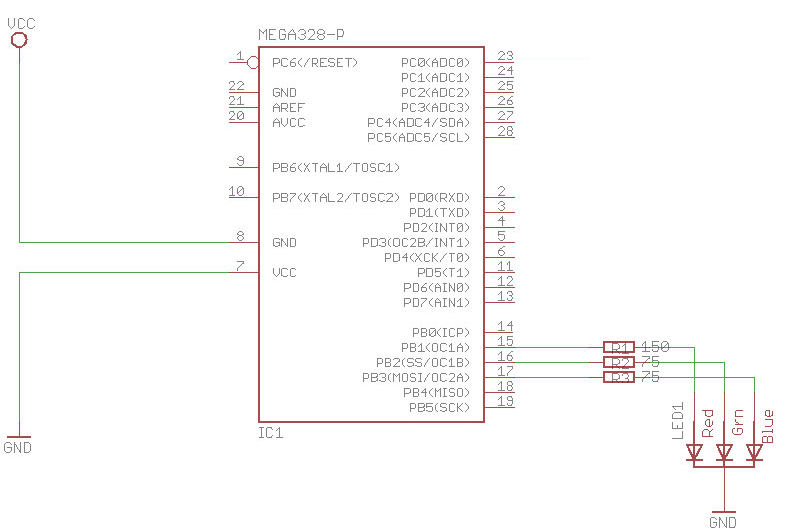 VCC
MEGA328-P
1 PC6(/RESET) PC0(ADC0) 23
PC1(ADC1) 24
22 GND PC2(ADC2) 25
21 AREF PC3(ADC3) 26
20 AVCC PC4(ADC4/SDA) 27
PC5(ADC5/SCL) 28
9 PB6(XTAL1/TOSC1)
10 PB7(XTAL2/TOSC2) PD0(RXD) 2
PD1(TXD) 3
PD2(INT0) 4
8 GND PD3(OC2B/INT1) 5
PD4(XCK/T0) 6
7 VCC PD5(T1) 11
PD6(AIN0) 12
PD7(AIN1) 13
PB0(ICP) 14
PB1(OC1A) 15 R1 150
PB2(SS/OC1B) 16 R2 75
PB3(MOSI/OC2A) 17 R3 75
PB4(MISO) 18
PB5(SCK) 19
IC1
GND
LED1
Red
Grn
Blue
GND